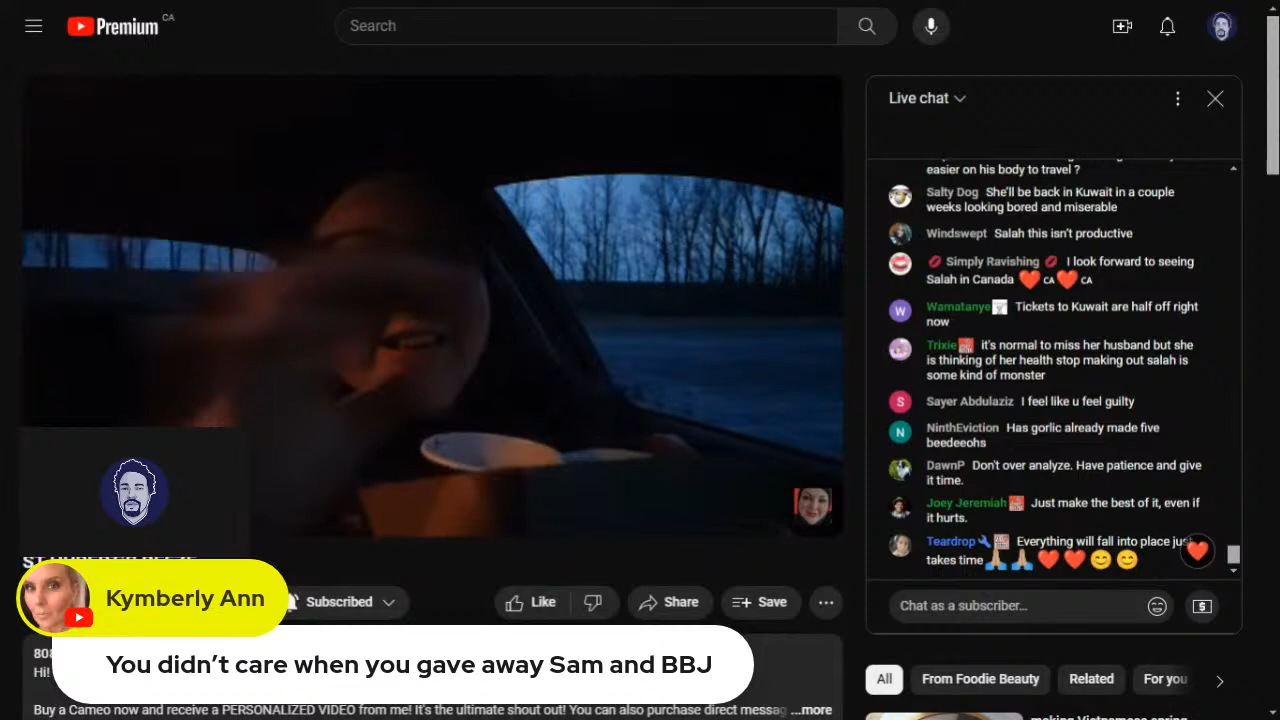 Premium CA
Search
Live chat
easier on his body to travel ?
Salty Dog She'll be back in Kuwait in a couple
weeks looking bored and miserable
Windswept Salah this isn't productive
💋 Simply Ravishing 💋 I look forward to seeing
Salah in Canada ❤️ CA ❤️ CA
W
Wamatanye Tickets to Kuwait are half off right
now
Trixie it's normal to miss her husband but she
is thinking of her health stop making out salah is
some kind of monster
S
Sayer Abdulaziz I feel like u feel guilty
N
NinthEviction Has gorlic already made five
beedeeohs
DawnP Don't over analyze. Have patience and give
it time.
Joey Jeremiah Just make the best of it, even if
it hurts.
Teardrop Everything will fall into place jus
takes time 🙏🏼 🙏🏼 ❤️ ❤️ 😊 😊
Chat as a subscriber...
Subscribed
Like
Share
Save
Kymberly Ann
You didn't care when you gave away Sam and BBJ
808
Hi!
Buy a Cameo now and receive a PERSONALIZED VIDEO from me! It's the ultimate shout out! You can also purchase direct messag ...more
All
From Foodie Beauty
Related
For you
making Vietnamese spring